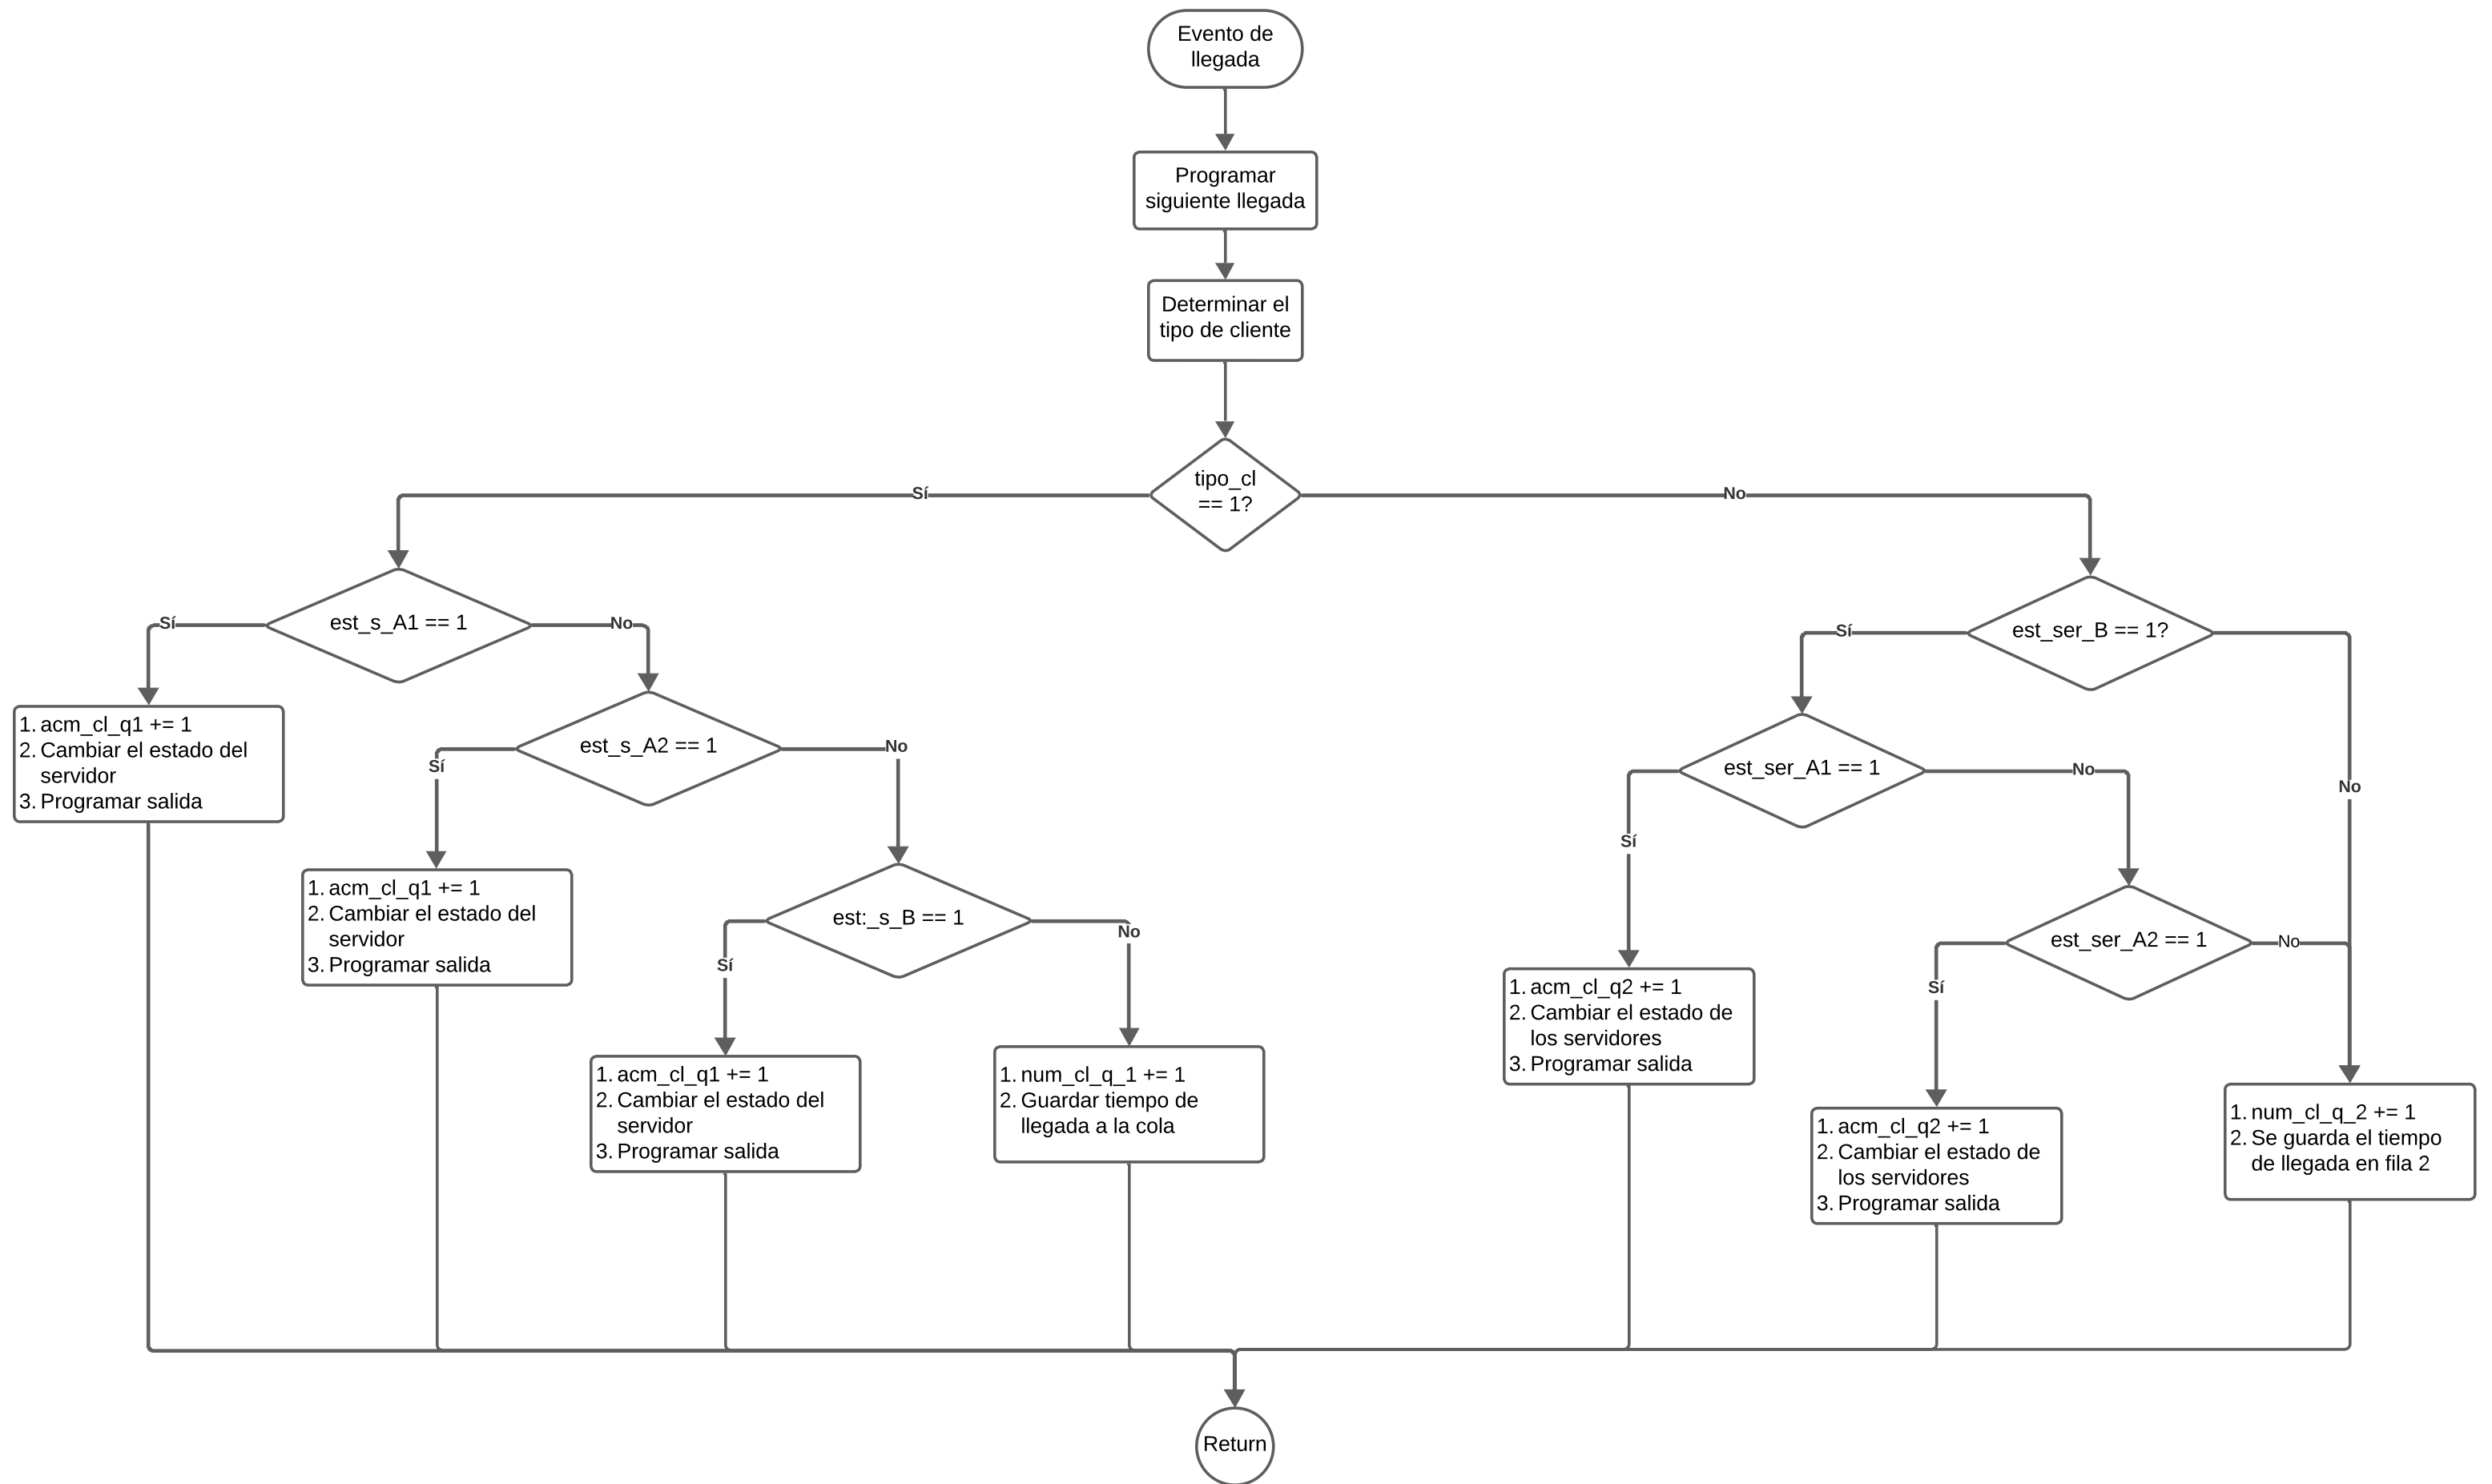 Evento de
llegada
Programar
siguiente llegada
Determinar el
tipo de cliente
tipo_cl
== 1?
Sí
No
est_s_A1 == 1
Sí
No
est_ser_B == 1?
Sí
No
1. acm_cl_q1 += 1
2. Cambiar el estado del
servidor
3. Programar salida
est_s_A2 == 1
Sí
No
est_ser_A1 == 1
Sí
No
1. acm_cl_q1 += 1
2. Cambiar el estado del
servidor
3. Programar salida
est:_s_B == 1
Sí
No
est_ser_A2 == 1
Sí
No
1. acm_cl_q1 += 1
2. Cambiar el estado del
servidor
3. Programar salida
1. num_cl_q_1 += 1
2. Guardar tiempo de
llegada a la cola
1. acm_cl_q2 += 1
2. Cambiar el estado de
los servidores
3. Programar salida
1. acm_cl_q2 += 1
2. Cambiar el estado de
los servidores
3. Programar salida
1. num_cl_q_2 += 1
2. Se guarda el tiempo
de llegada en fila 2
Return